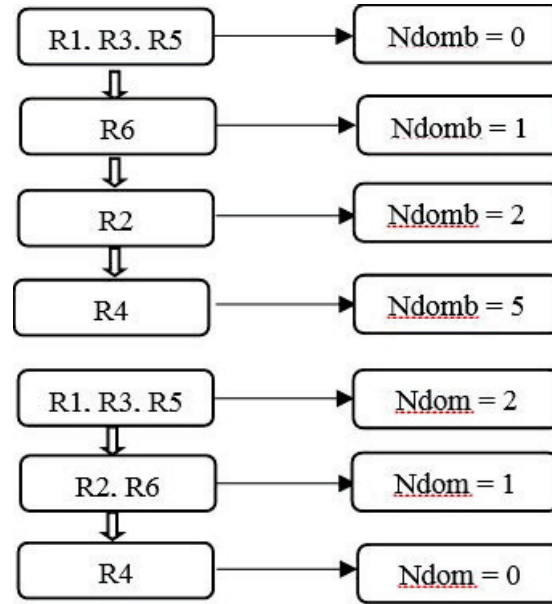 R1. R3. R5
Ndomb = 0
R6
Ndomb = 1
R2
Ndomb = 2
R4
Ndomb = 5
R1. R3. R5
Ndom = 2
R2. R6
Ndom = 1
R4
Ndom = 0